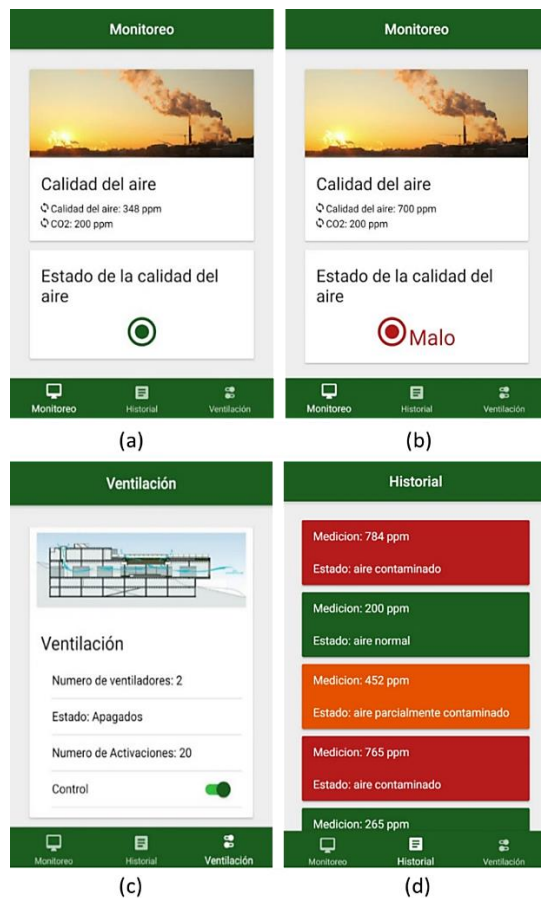 Monitoreo
Calidad del aire
Calidad del aire: 348 ppm
CO2: 200 ppm
Estado de la calidad del
aire
Monitoreo Historial Ventilación
(a)
Monitoreo
Calidad del aire
Calidad del aire: 700 ppm
CO2: 200 ppm
Estado de la calidad del
aire
Malo
Monitoreo Historial Ventilación
(b)
Ventilación
Ventilación
Numero de ventiladores: 2
Estado: Apagados
Numero de Activaciones: 20
Control
Monitoreo Historial Ventilación
(c)
Historial
Medicion: 784 ppm
Estado: aire contaminado
Medicion: 200 ppm
Estado: aire normal
Medicion: 452 ppm
Estado: aire parcialmente contaminado
Medicion: 765 ppm
Estado: aire contaminado
Medicion: 265 ppm
Monitoreo Historial Ventilación
(d)